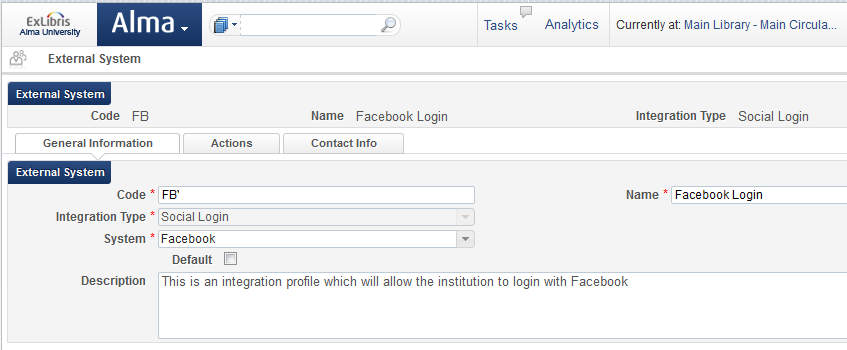 ExLibris
Alma University
Alma
Tasks
Analytics
Currently at: Main Library - Main Circula...
External System
External System
Code FB Name Facebook Login Integration Type Social Login
General Information Actions Contact Info
External System
Code * FB' Name * Facebook Login
Integration Type * Social Login
System * Facebook
Default
Description This is an integration profile which will allow the institution to login with Facebook